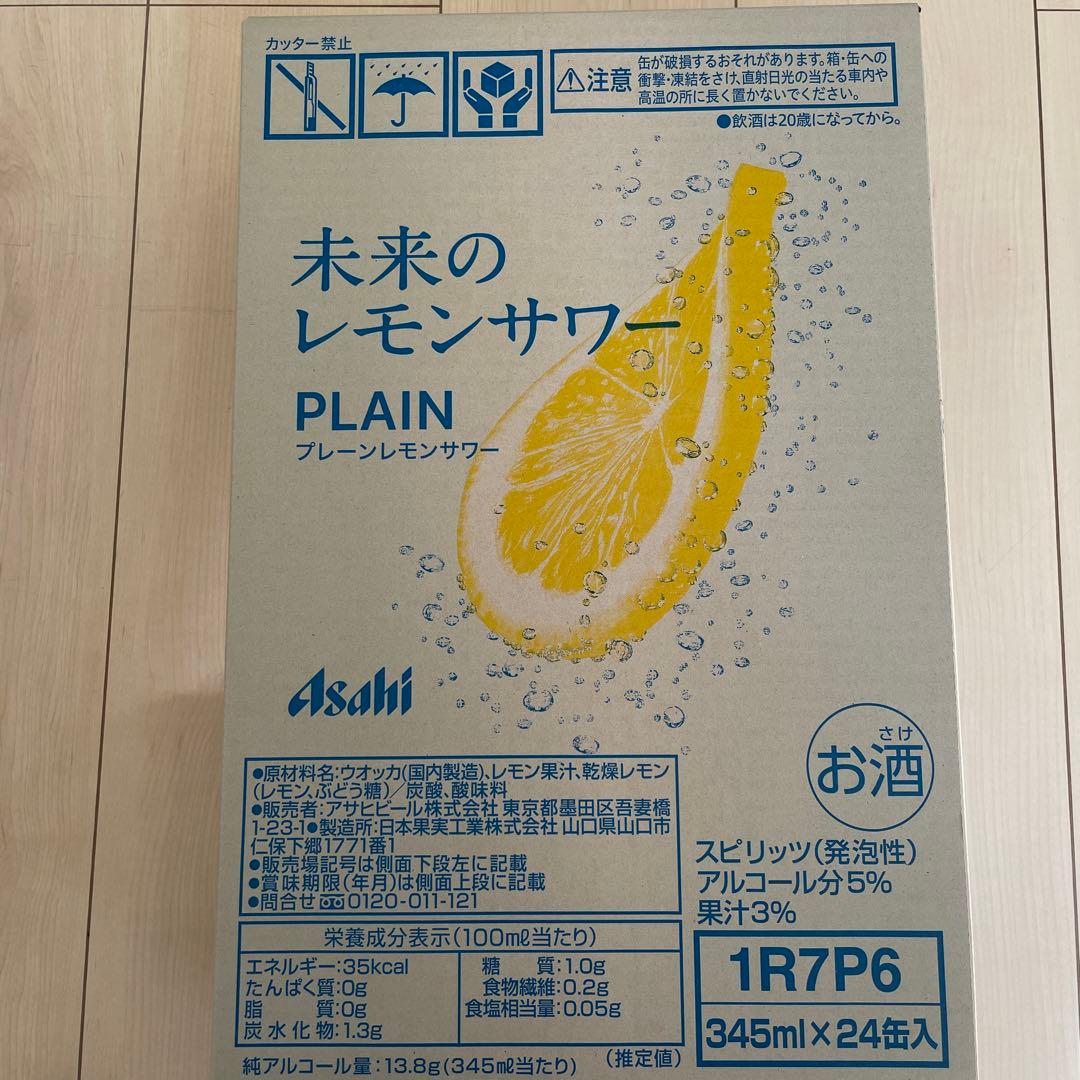 カッター禁止
注意
缶が破損するおそれがあります。箱・缶への
衝撃・凍結をさけ、直射日光の当たる車内や
高温の所に長く置かないでください。
●飲酒は20歳になってから。
未来の
レモンサワー
PLAIN
プレーンレモンサワー
Asahi
さけ
お酒
●原材料名:ウオッカ(国内製造)、レモン果汁、乾燥レモン
(レモン、ぶどう糖)/炭酸、酸味料
●販売者:アサヒビール株式会社 東京都墨田区吾妻橋
1-23-1●製造所:日本果実工業株式会社 山口県山口市
仁保下郷1771番1
●販売場記号は側面下段左に記載
●賞味期限(年月)は側面上段に記載
●問合せ 0120-011-121
スピリッツ(発泡性)
アルコール分5%
果汁3%
栄養成分表示(100mℓ当たり)
エネルギー:35kcal
たんぱく質:0g
脂質:0g
炭水化物:1.3g
糖質:1.0g
食物繊維:0.2g
食塩相当量:0.05g
純アルコール量:13.8g(345mℓ当たり) (推定値)
1R7P6
345ml×24缶入